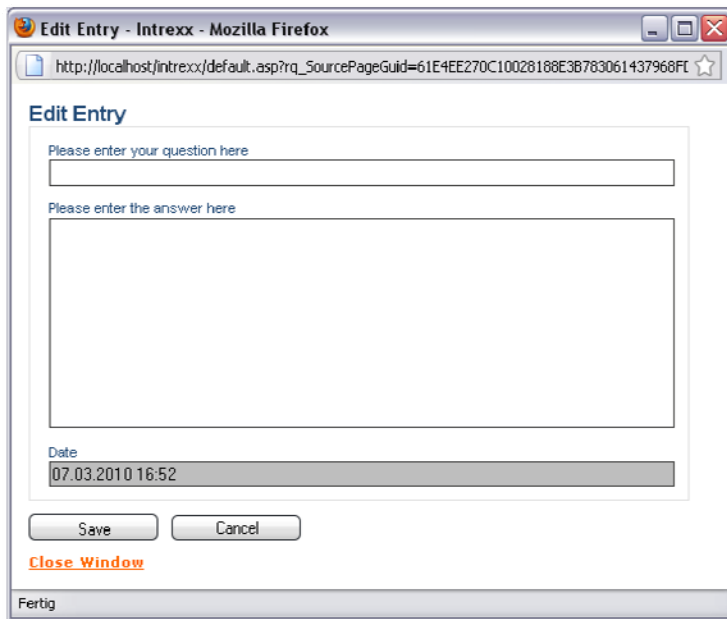 Edit Entry - Intrexx - Mozilla Firefox
http://localhost/intrexx/default.asp?rq_SourcePageGuid=61E4EE270C10028188E3B783061437968FD
Edit Entry
Please enter your question here
Please enter the answer here
Date
07.03.2010 16:52
Save Cancel
Close Window
Fertig